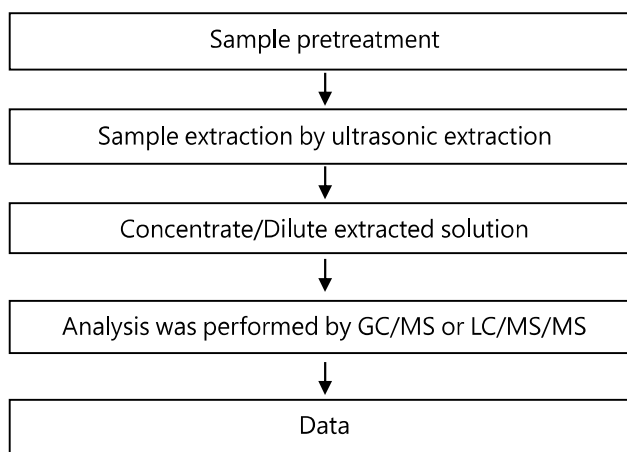 Sample pretreatment
Sample extraction by ultrasonic extraction
Concentrate/Dilute extracted solution
Analysis was performed by GC/MS or LC/MS/MS
Data